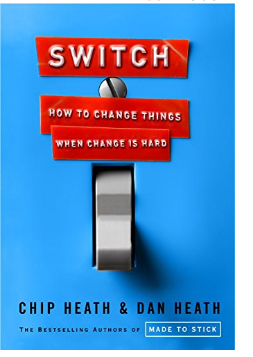 SWITCH
HOW TO CHANGE THINGS
WHEN CHANGE IS HARD
CHIP HEATH & DAN HEATH
THE BESTSELLING AUTHORS OF MADE TO STICK